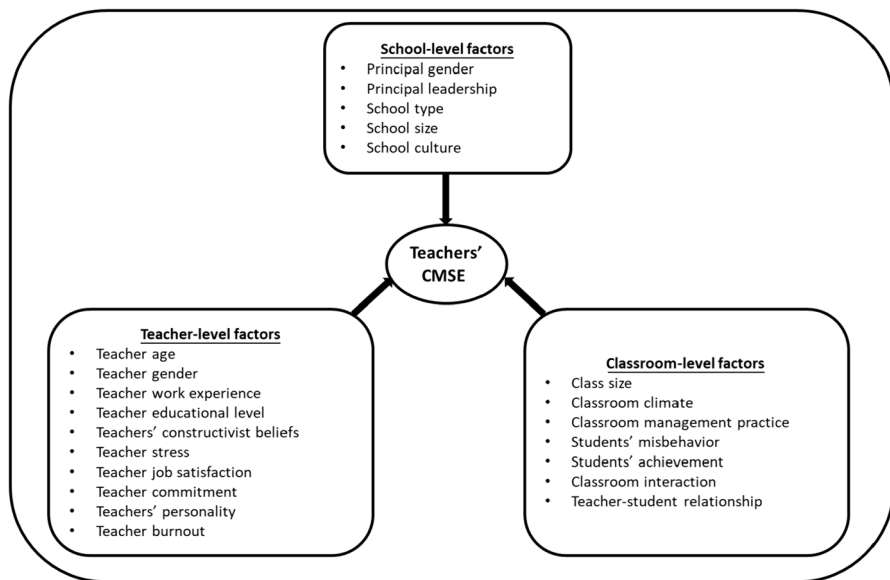 School-level factors
• Principal gender
• Principal leadership
• School type
• School size
• School culture
Teachers’
CMSE
Teacher-level factors
• Teacher age
• Teacher gender
• Teacher work experience
• Teacher educational level
• Teachers’ constructivist beliefs
• Teacher stress
• Teacher job satisfaction
• Teacher commitment
• Teachers’ personality
• Teacher burnout
Classroom-level factors
• Class size
• Classroom climate
• Classroom management practice
• Students’ misbehavior
• Students’ achievement
• Classroom interaction
• Teacher-student relationship